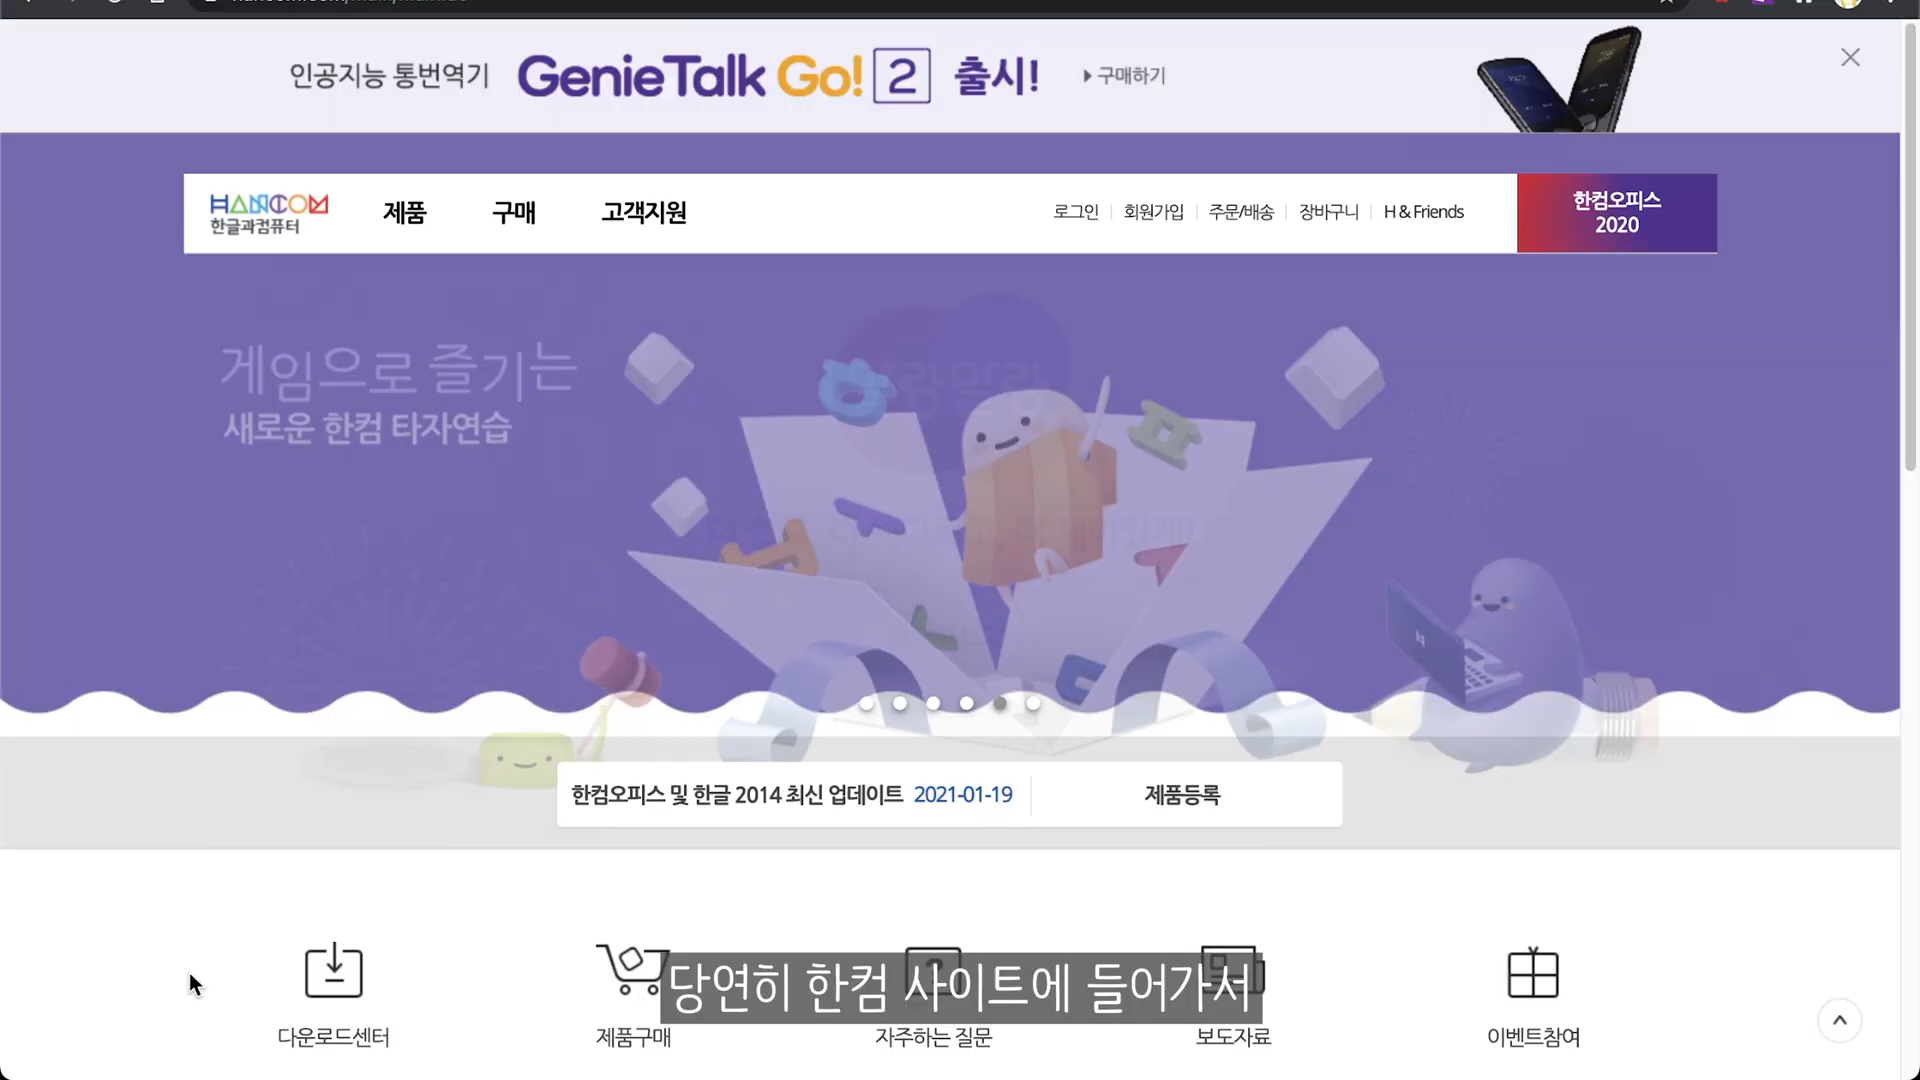 인공지능 통번역기 GenieTalk Go! 2 출시! 구매하기
HANCOM
한글과컴퓨터
제품 구매 고객지원
로그인 회원가입 주문/배송 장바구니 H & Friends
한컴오피스
2020
게임으로 즐기는
새로운 한컴 타자연습
한컴오피스 및 한글 2014 최신 업데이트 2021-01-19 제품등록
당연히 한컴 사이트에 들어가서
다운로드센터 제품구매 자주하는 질문 보도자료 이벤트참여